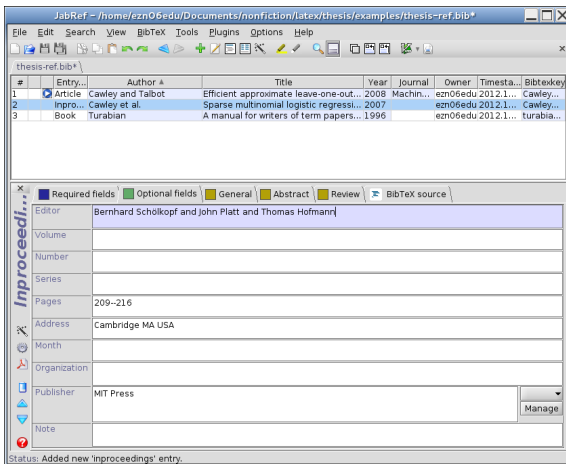 JabRef – /home/ezn06edu/Documents/nonfiction/latex/thesis/examples/thesis-ref.bib*
File Edit Search View BibTeX Tools Plugins Options Help
thesis-ref.bib*
# Entry... Author Title Year Journal Owner Timesta... Bibtexkey
1 Article Cawley and Talbot Efficient approximate leave-one-out... 2008 Machin... ezn06edu 2012.1... Cawley...
2 Inpro... Cawley et al. Sparse multinomial logistic regressi... 2007 ezn06edu 2012.1... Cawley...
3 Book Turabian A manual for writers of term papers... 1996 ezn06edu 2012.1... turabia...
Required fields Optional fields General Abstract Review BibTeX source
Inproceedi...
Editor Bernhard Schölkopf and John Platt and Thomas Hofmann
Volume
Number
Series
Pages 209--216
Address Cambridge MA USA
Month
Organization
Publisher MIT Press
Manage
Note
Status: Added new 'inproceedings' entry.